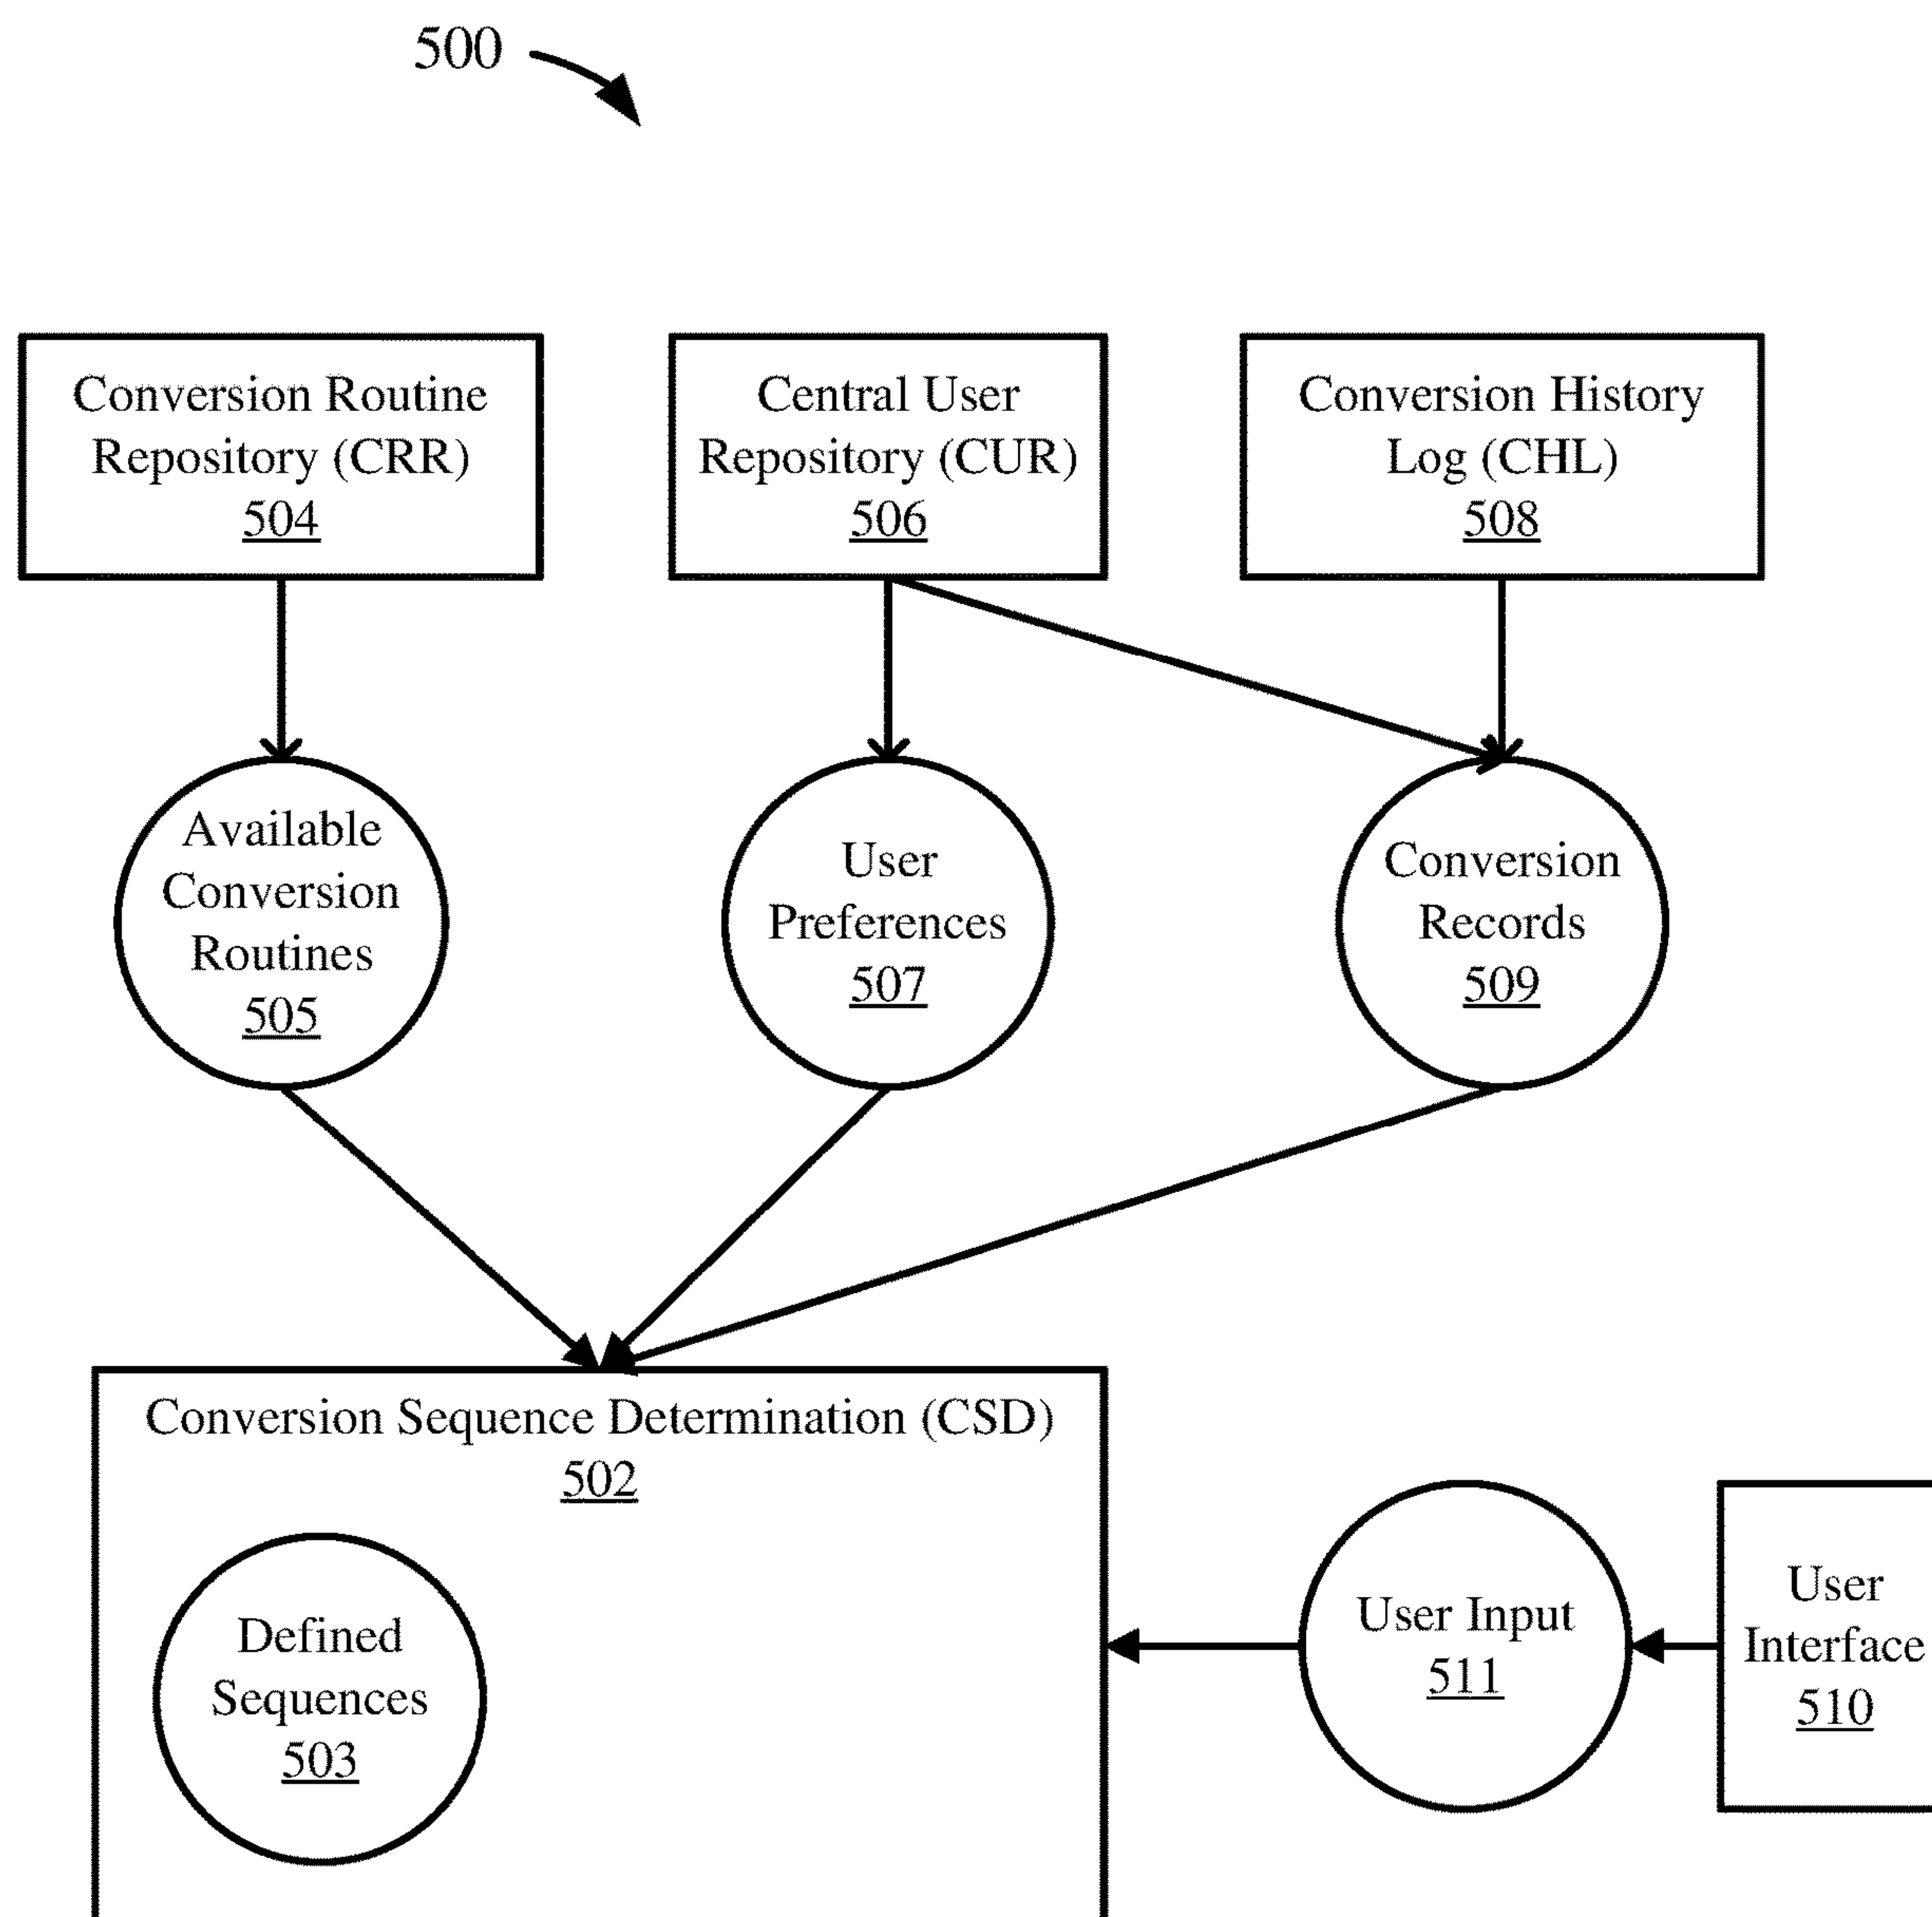 500
Conversion Routine
Repository (CRR)
504
Central User
Repository (CUR)
506
Conversion History
Log (CHL)
508
Available
Conversion
Routines
505
User
Preferences
507
Conversion
Records
509
Conversion Sequence Determination (CSD)
502
Defined
Sequences
503
User Input
511
User
Interface
510